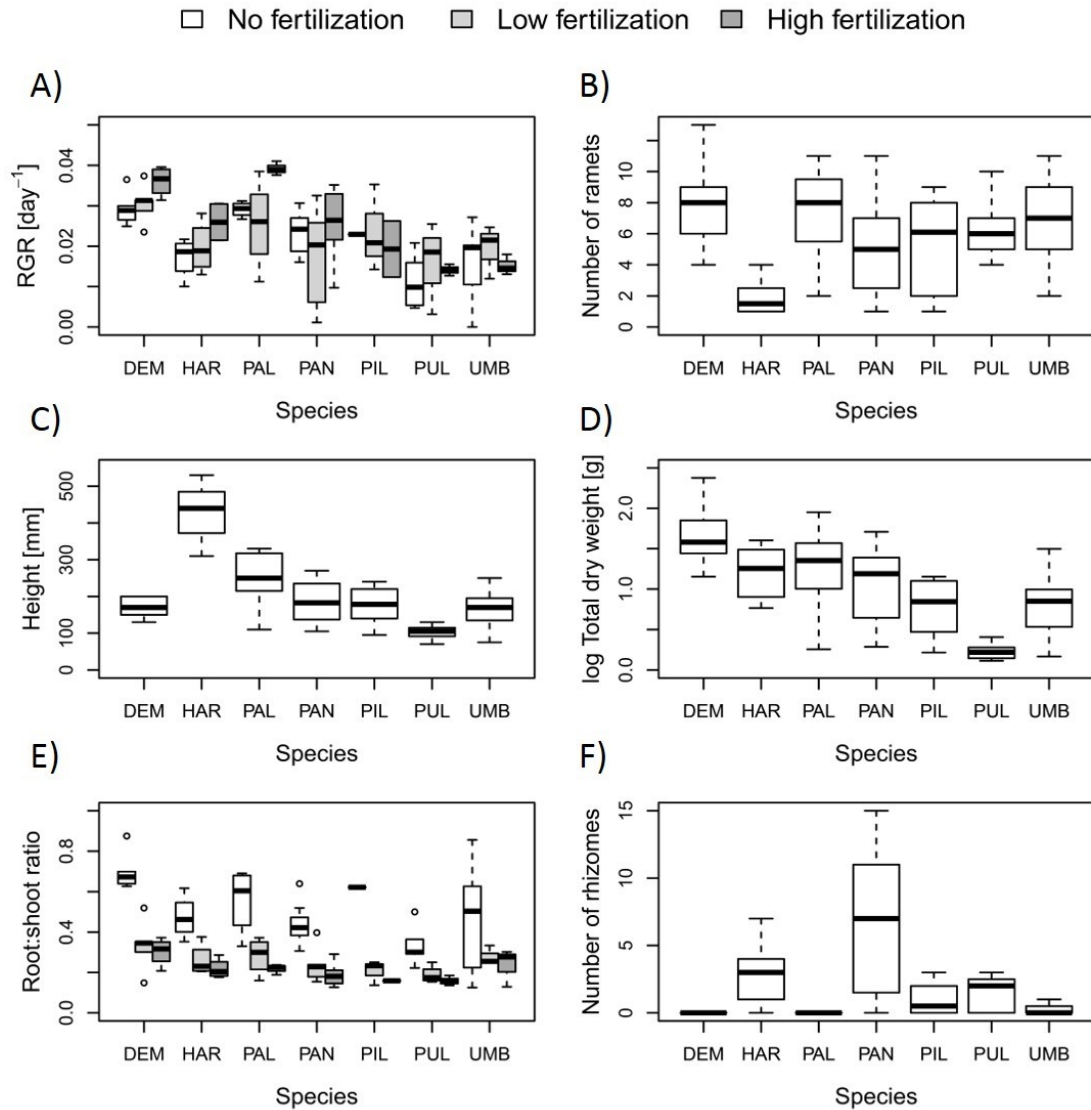 No fertilization Low fertilization High fertilization
A)
RGR [day⁻¹]
0.04
0.02
0.00
DEM HAR PAL PAN PIL PUL UMB
Species
B)
Number of ramets
10
8
6
4
2
0
DEM HAR PAL PAN PIL PUL UMB
Species
C)
Height [mm]
500
300
100
0
DEM HAR PAL PAN PIL PUL UMB
Species
D)
log Total dry weight [g]
2.0
1.0
0.0
DEM HAR PAL PAN PIL PUL UMB
Species
E)
Root:shoot ratio
0.8
0.4
0.0
DEM HAR PAL PAN PIL PUL UMB
Species
F)
Number of rhizomes
15
10
5
0
DEM HAR PAL PAN PIL PUL UMB
Species